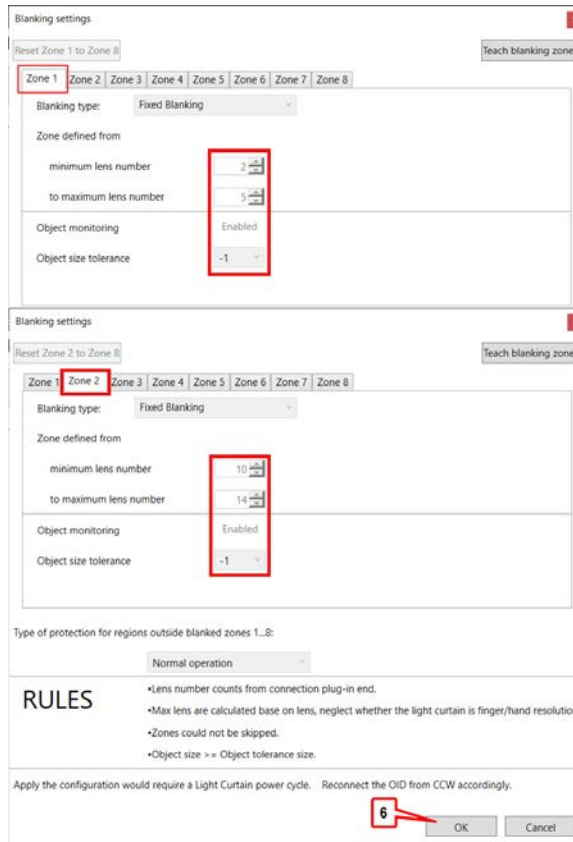 Blanking settings
Reset Zone 1 to Zone 8
Teach blanking zone
Zone 1 Zone 2 Zone 3 Zone 4 Zone 5 Zone 6 Zone 7 Zone 8
Blanking type: Fixed Blanking
Zone defined from
minimum lens number 2
to maximum lens number 5
Object monitoring Enabled
Object size tolerance -1
Blanking settings
Reset Zone 2 to Zone 8
Teach blanking zone
Zone 1 Zone 2 Zone 3 Zone 4 Zone 5 Zone 6 Zone 7 Zone 8
Blanking type: Fixed Blanking
Zone defined from
minimum lens number 10
to maximum lens number 14
Object monitoring Enabled
Object size tolerance -1
Type of protection for regions outside blanked zones 1...8:
Normal operation
RULES
•Lens number counts from connection plug-in end.
•Max lens are calculated base on lens, neglect whether the light curtain is finger/hand resolutio
•Zones could not be skipped.
•Object size >= Object tolerance size.
Apply the configuration would require a Light Curtain power cycle. Reconnect the OID from CCW accordingly.
6
OK Cancel